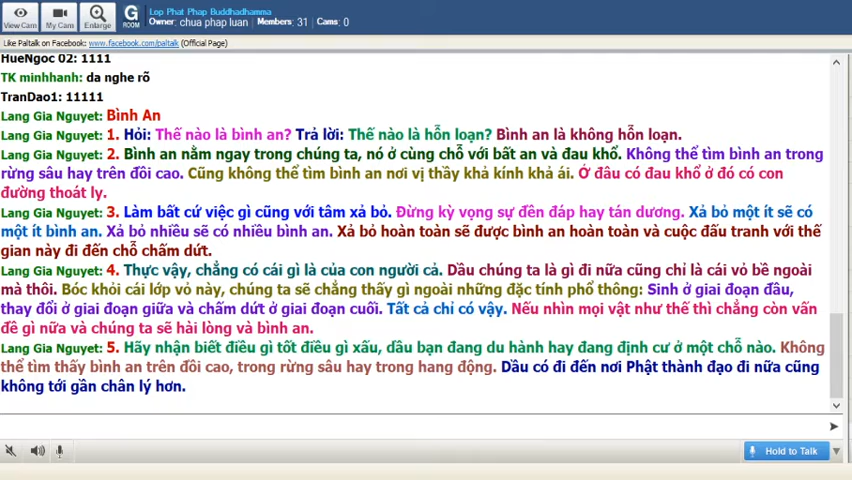 Lop Phat Phap Buddhadhamma
Owner: chua phap luan Members: 31 Cams: 0
View Cam My Cam Enlarge G ROOM
Like Paltalk on Facebook: www.facebook.com/paltalk (Official Page)
HueNgoc 02: 1111
TK minhhanh: da nghe rõ
TranDao1: 11111
Lang Gia Nguyet: Bình An
Lang Gia Nguyet: 1. Hỏi: Thế nào là bình an? Trả lời: Thế nào là hỗn loạn? Bình an là không hỗn loạn.
Lang Gia Nguyet: 2. Bình an nằm ngay trong chúng ta, nó ở cùng chỗ với bất an và đau khổ. Không thể tìm bình an trong
rừng sâu hay trên đồi cao. Cũng không thể tìm bình an nơi vị thầy khả kính khả ái. Ở đâu có đau khổ ở đó có con
đường thoát ly.
Lang Gia Nguyet: 3. Làm bất cứ việc gì cũng với tâm xả bỏ. Đừng kỳ vọng sự đền đáp hay tán dương. Xả bỏ một ít sẽ có
một ít bình an. Xả bỏ nhiều sẽ có nhiều bình an. Xả bỏ hoàn toàn sẽ được bình an hoàn toàn và cuộc đấu tranh với thế
gian này đi đến chỗ chấm dứt.
Lang Gia Nguyet: 4. Thực vậy, chẳng có cái gì là của con người cả. Dầu chúng ta là gì đi nữa cũng chỉ là cái vỏ bề ngoài
mà thôi. Bóc khỏi cái lớp vỏ này, chúng ta sẽ chẳng thấy gì ngoài những đặc tính phổ thông: Sinh ở giai đoạn đầu,
thay đổi ở giai đoạn giữa và chấm dứt ở giai đoạn cuối. Tất cả chỉ có vậy. Nếu nhìn mọi vật như thế thì chẳng còn vấn
đề gì nữa và chúng ta sẽ hài lòng và bình an.
Lang Gia Nguyet: 5. Hãy nhận biết điều gì tốt điều gì xấu, dầu bạn đang du hành hay đang định cư ở một chỗ nào. Không
thể tìm thấy bình an trên đồi cao, trong rừng sâu hay trong hang động. Dầu có đi đến nơi Phật thành đạo đi nữa cũng
không tới gần chân lý hơn.
Hold to Talk